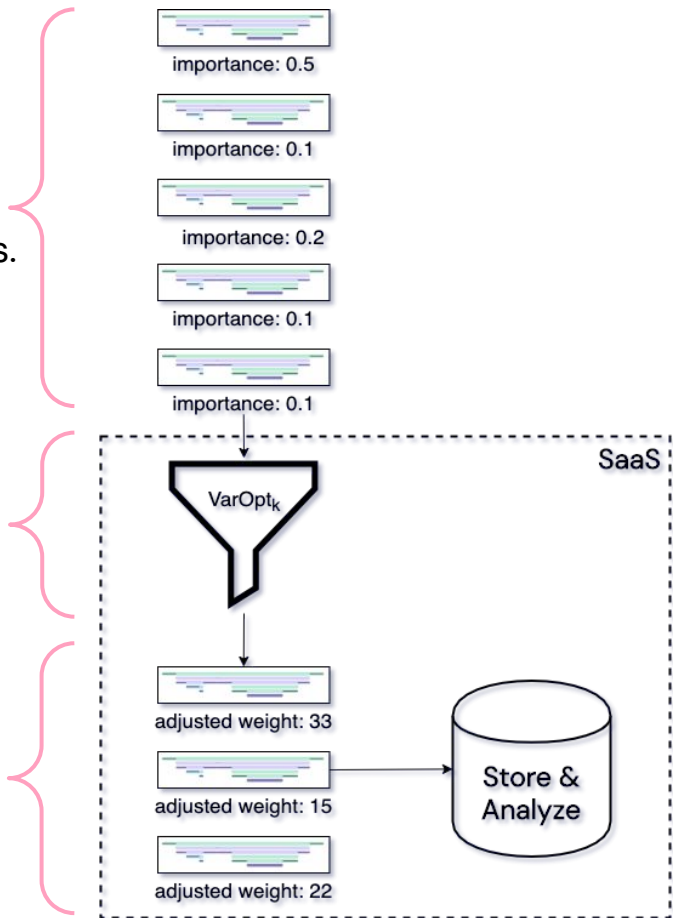 importance: 0.5
importance: 0.1
importance: 0.2
s.
importance: 0.1
importance: 0.1
SaaS
VarOptk
adjusted weight: 33
adjusted weight: 15
Store &
Analyze
adjusted weight: 22